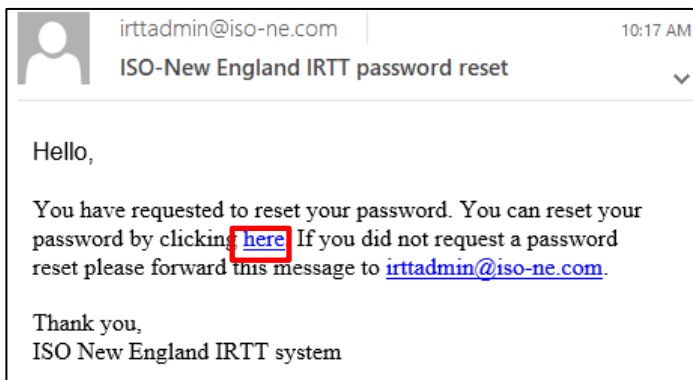 irttadmin@iso-ne.com 10:17 AM
ISO-New England IRTT password reset
Hello,
You have requested to reset your password. You can reset your
password by clicking here. If you did not request a password
reset please forward this message to irttadmin@iso-ne.com.
Thank you,
ISO New England IRTT system